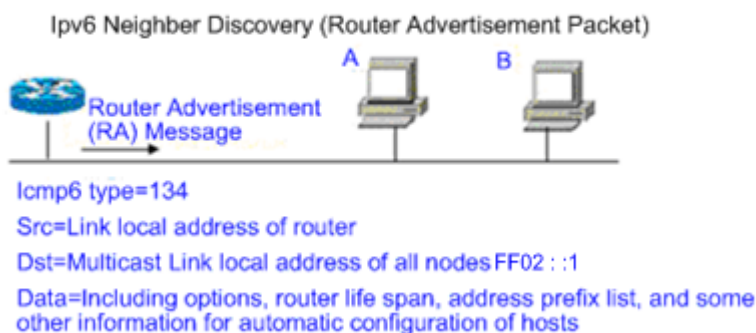 Ipv6 Neighber Discovery (Router Advertisement Packet)
A
B
Router Advertisement
(RA) Message
Icmp6 type=134
Src=Link local address of router
Dst=Multicast Link local address of all nodes FF02 : :1
Data=Including options, router life span, address prefix list, and some
other information for automatic configuration of hosts